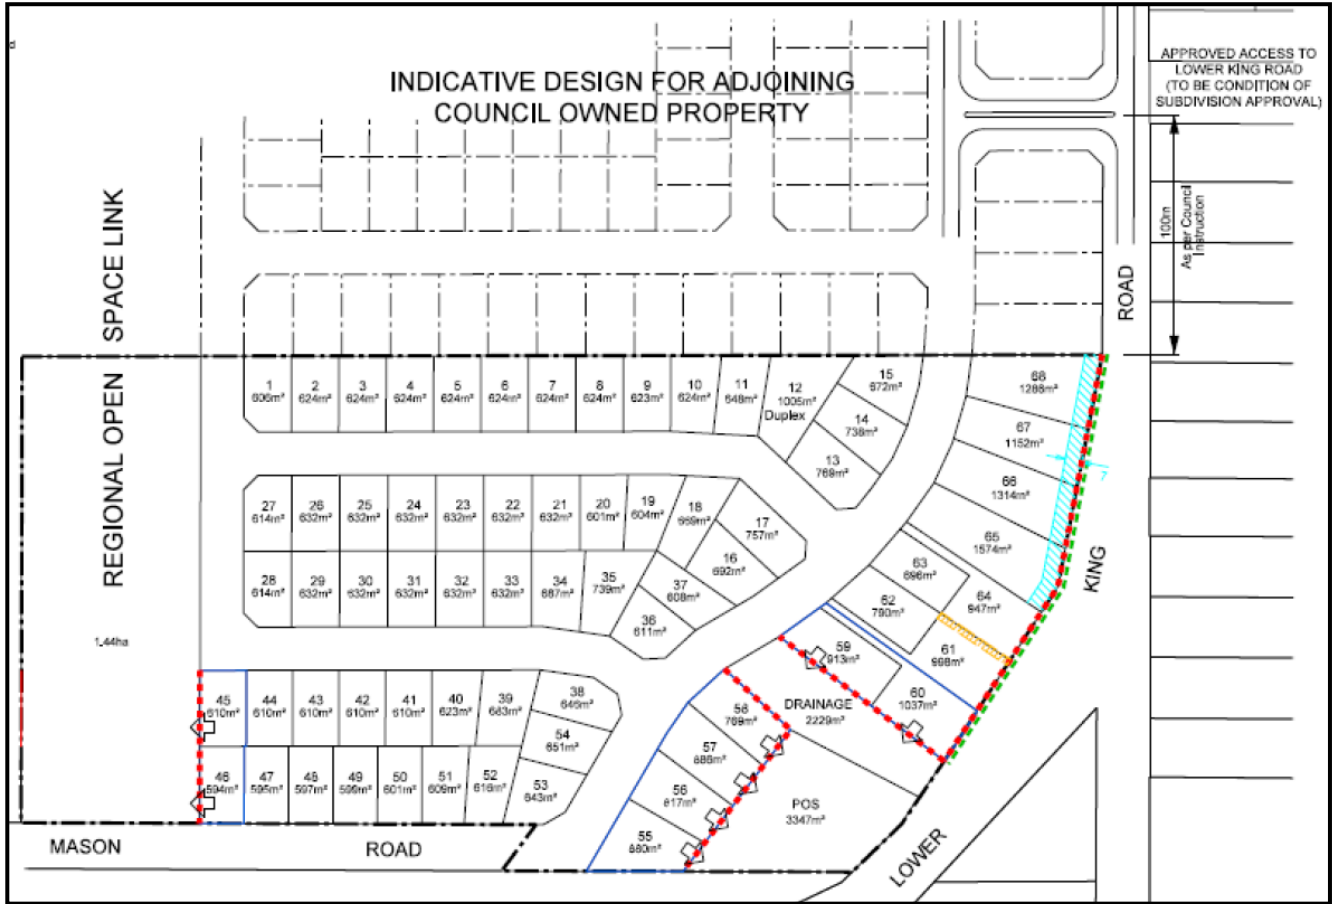 INDICATIVE DESIGN FOR ADJOINING
COUNCIL OWNED PROPERTY
APPROVED ACCESS TO
LOWER KING ROAD
(TO BE CONDITION OF
SUBDIVISION APPROVAL)
100m
As per Council
Instruction
ROAD
REGIONAL OPEN SPACE LINK
1
606m²
2
624m²
3
624m²
4
624m²
5
624m²
6
624m²
7
624m²
8
624m²
9
623m²
10
624m²
11
648m²
12
1005m²
Duplex
15
672m²
14
738m²
13
769m²
68
1286m²
67
1152m²
66
1314m²
65
1574m²
7
27
614m²
26
632m²
25
632m²
24
632m²
23
632m²
22
632m²
21
632m²
20
601m²
19
604m²
18
669m²
17
757m²
16
692m²
28
614m²
29
632m²
30
632m²
31
632m²
32
632m²
33
632m²
34
687m²
35
739m²
37
608m²
36
611m²
63
696m²
62
790m²
64
947m²
61
998m²
59
913m²
60
1037m²
KING
1.44ha
45
610m²
44
610m²
43
610m²
42
610m²
41
610m²
40
623m²
39
683m²
38
646m²
54
651m²
53
643m²
46
594m²
47
595m²
48
597m²
49
599m²
50
601m²
51
609m²
52
616m²
58
769m²
57
886m²
56
817m²
55
880m²
DRAINAGE
2229m²
POS
3347m²
MASON ROAD
LOWER